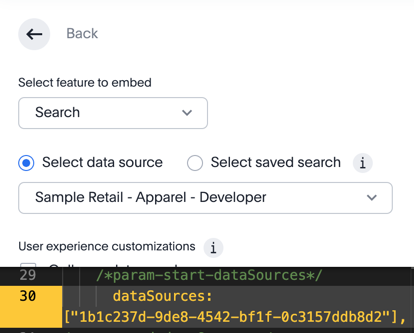 Back
Select feature to embed
Search
Select data source Select saved search i
Sample Retail - Apparel - Developer
User experience customizations i
29 /*param-start-dataSources*/
30 dataSources:
["1b1c237d-9de8-4542-bf1f-0c3157ddb8d2"],